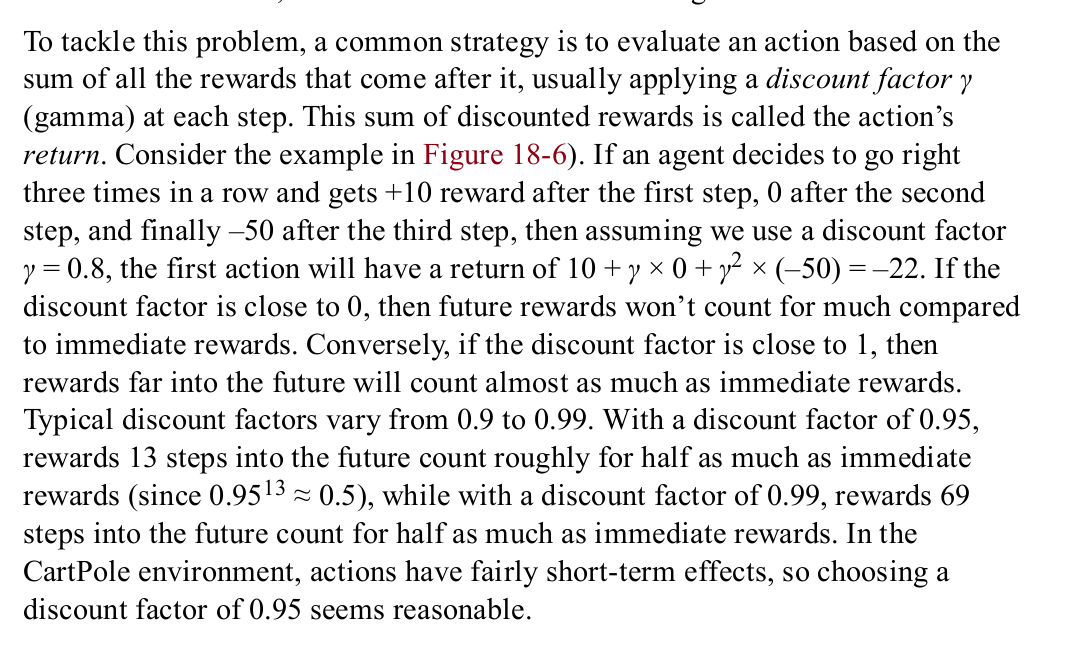 To tackle this problem, a common strategy is to evaluate an action based on the
sum of all the rewards that come after it, usually applying a discount factor γ
(gamma) at each step. This sum of discounted rewards is called the action’s
return. Consider the example in Figure 18-6). If an agent decides to go right
three times in a row and gets +10 reward after the first step, 0 after the second
step, and finally –50 after the third step, then assuming we use a discount factor
γ = 0.8, the first action will have a return of 10 + γ × 0 + γ² × (–50) = –22. If the
discount factor is close to 0, then future rewards won’t count for much compared
to immediate rewards. Conversely, if the discount factor is close to 1, then
rewards far into the future will count almost as much as immediate rewards.
Typical discount factors vary from 0.9 to 0.99. With a discount factor of 0.95,
rewards 13 steps into the future count roughly for half as much as immediate
rewards (since 0.95¹³ ≈ 0.5), while with a discount factor of 0.99, rewards 69
steps into the future count for half as much as immediate rewards. In the
CartPole environment, actions have fairly short-term effects, so choosing a
discount factor of 0.95 seems reasonable.